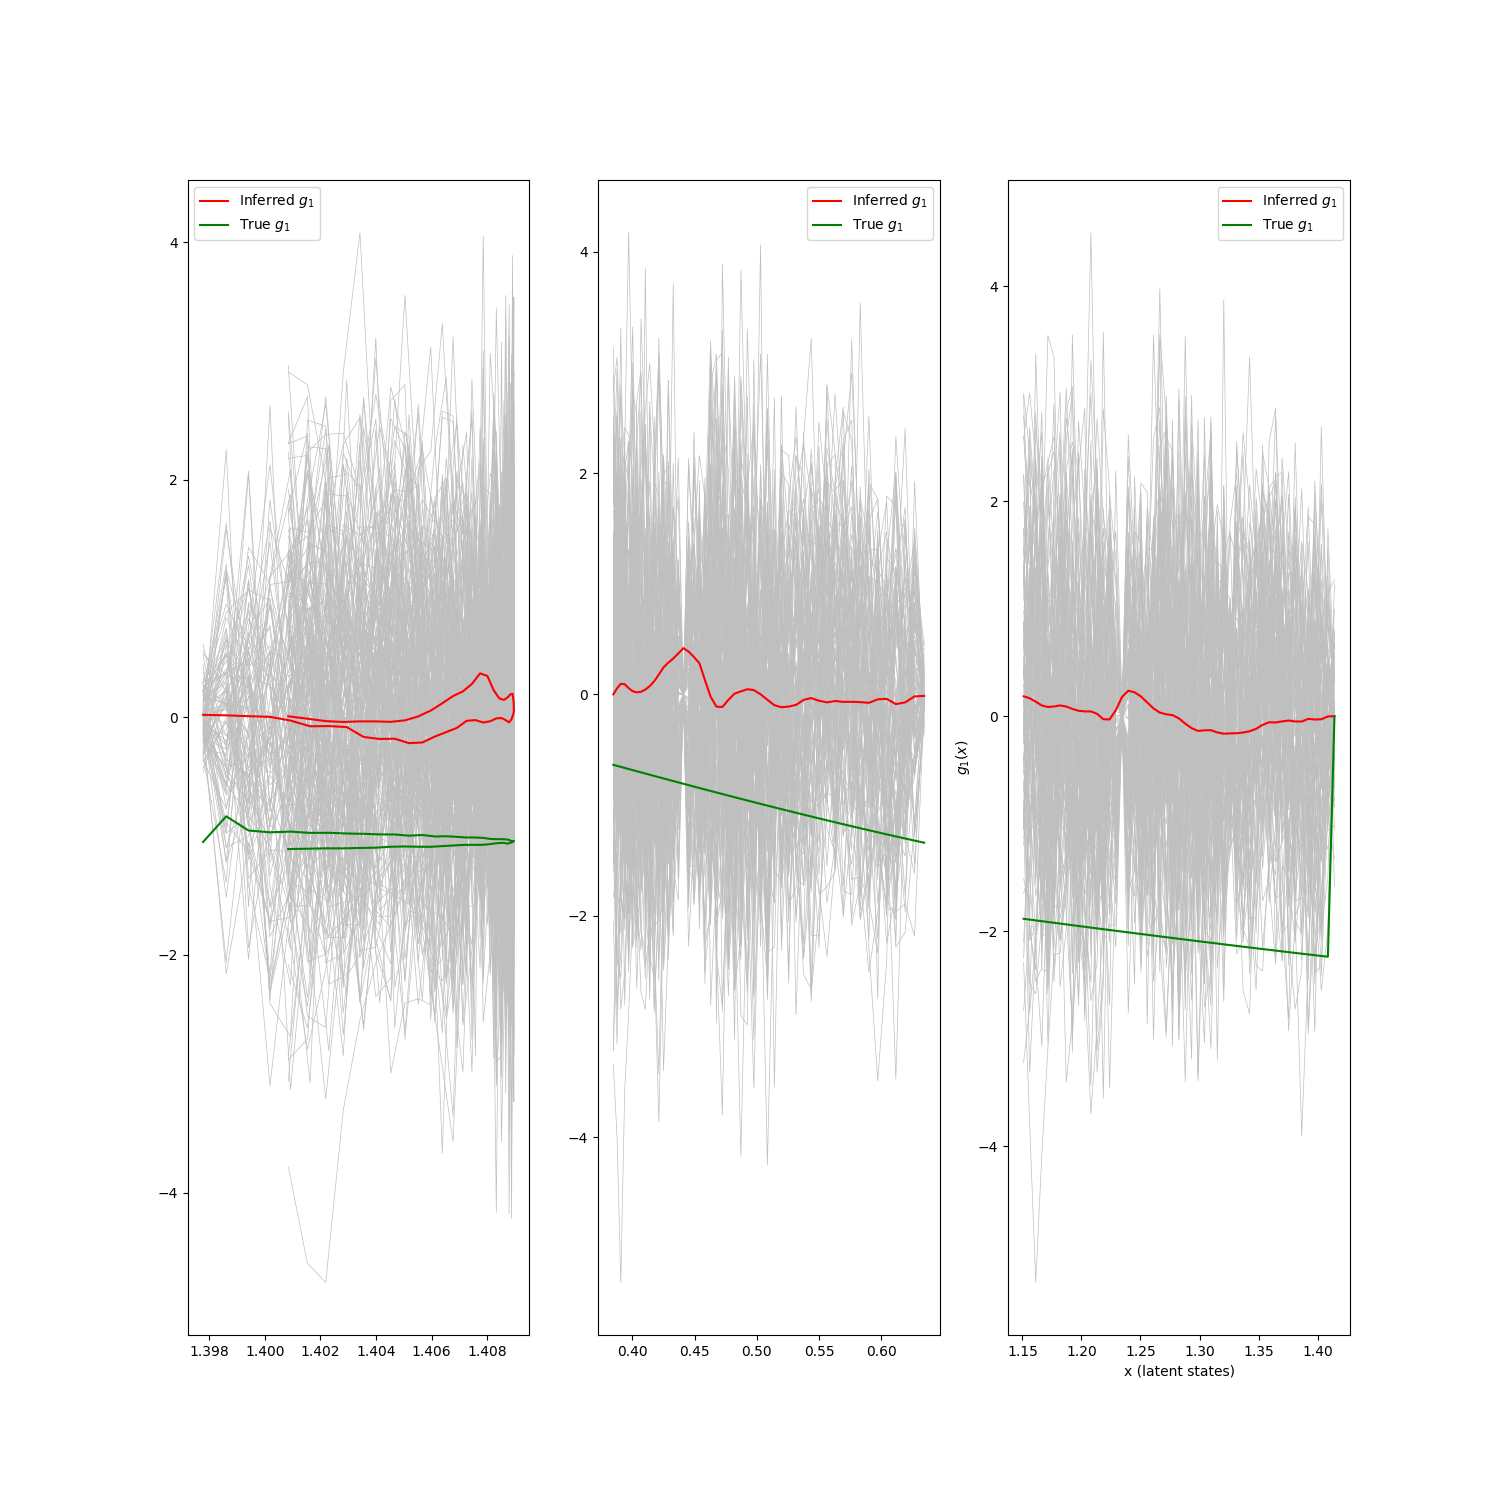 Inferred g₁
True g₁
4
2
0
−2
−4
1.398 1.400 1.402 1.404 1.406 1.408
Inferred g₁
True g₁
4
2
0
−2
−4
0.40 0.45 0.50 0.55 0.60
Inferred g₁
True g₁
g₁(x)
4
2
0
−2
−4
1.15 1.20 1.25 1.30 1.35 1.40
x (latent states)